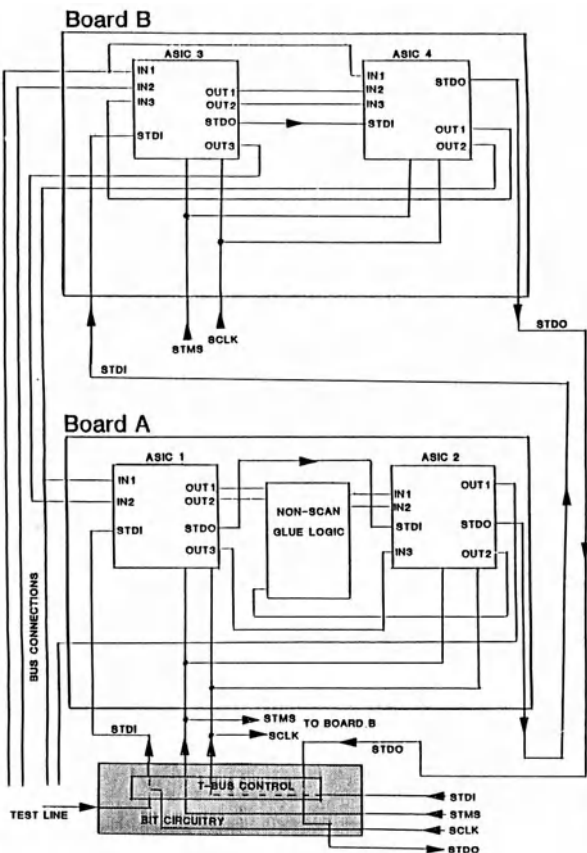 Board B
ASIC 3
ASIC 4
IN1
IN2
IN3
STDI
OUT1
OUT2
STDO
OUT3
IN1
IN2
IN3
STDI
STDO
OUT1
OUT2
STMS
SCLK
STDO
STDI
Board A
ASIC 1
ASIC 2
IN1
IN2
STDI
OUT1
OUT2
STDO
OUT3
NON-SCAN
GLUE LOGIC
IN1
IN2
STDI
IN3
OUT1
STDO
OUT2
BUS CONNECTIONS
STDI
STMS
TO BOARD B
SCLK
STDO
T-BUS CONTROL
BIT CIRCUITRY
TEST LINE
STDI
STMS
SCLK
STDO